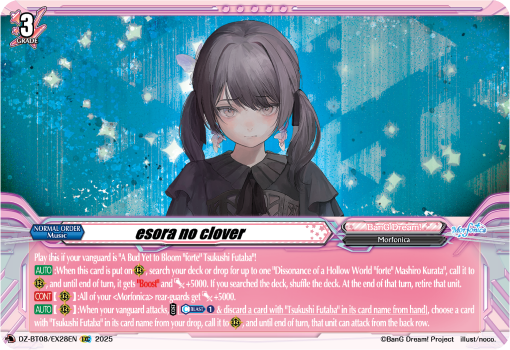 3
GRADE
NORMAL ORDER
Music
esora no clover
BanG Dream!
Morfonica
Morfonica
Play this if your vanguard is "A Bud Yet to Bloom "forte" Tsukushi Futaba"!
AUTO :When this card is put on , search your deck or drop for up to one "Dissonance of a Hollow World "forte" Mashiro Kurata", call it to
, and until end of turn, it gets "Boost" and +5000. If you searched the deck, shuffle the deck. At the end of that turn, retire that unit.
CONT :All of your <Morfonica> rear-guards get +5000.
AUTO :When your vanguard attacks, BLAST 1 & discard a card with "Tsukushi Futaba" in its card name from hand], choose a card
with "Tsukushi Futaba" in its card name from your drop, call it to , and until end of turn, that unit can attack from the back row.
DZ-BT08/EX28EN 2025
©BanG Dream! Project illust/noco.